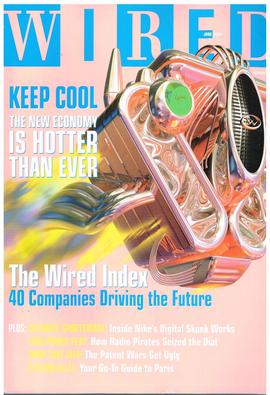 WIRED
JUNE
KEEP COOL
THE NEW ECONOMY
IS HOTTER
THAN EVER
W
The Wired Index
40 Companies Driving the Future
PLUS: Inside Nike's Digital Skunk Works
How Radio Pirates Seized the Dial
The Patent Wars Get Ugly
Your Go-To Guide to Paris